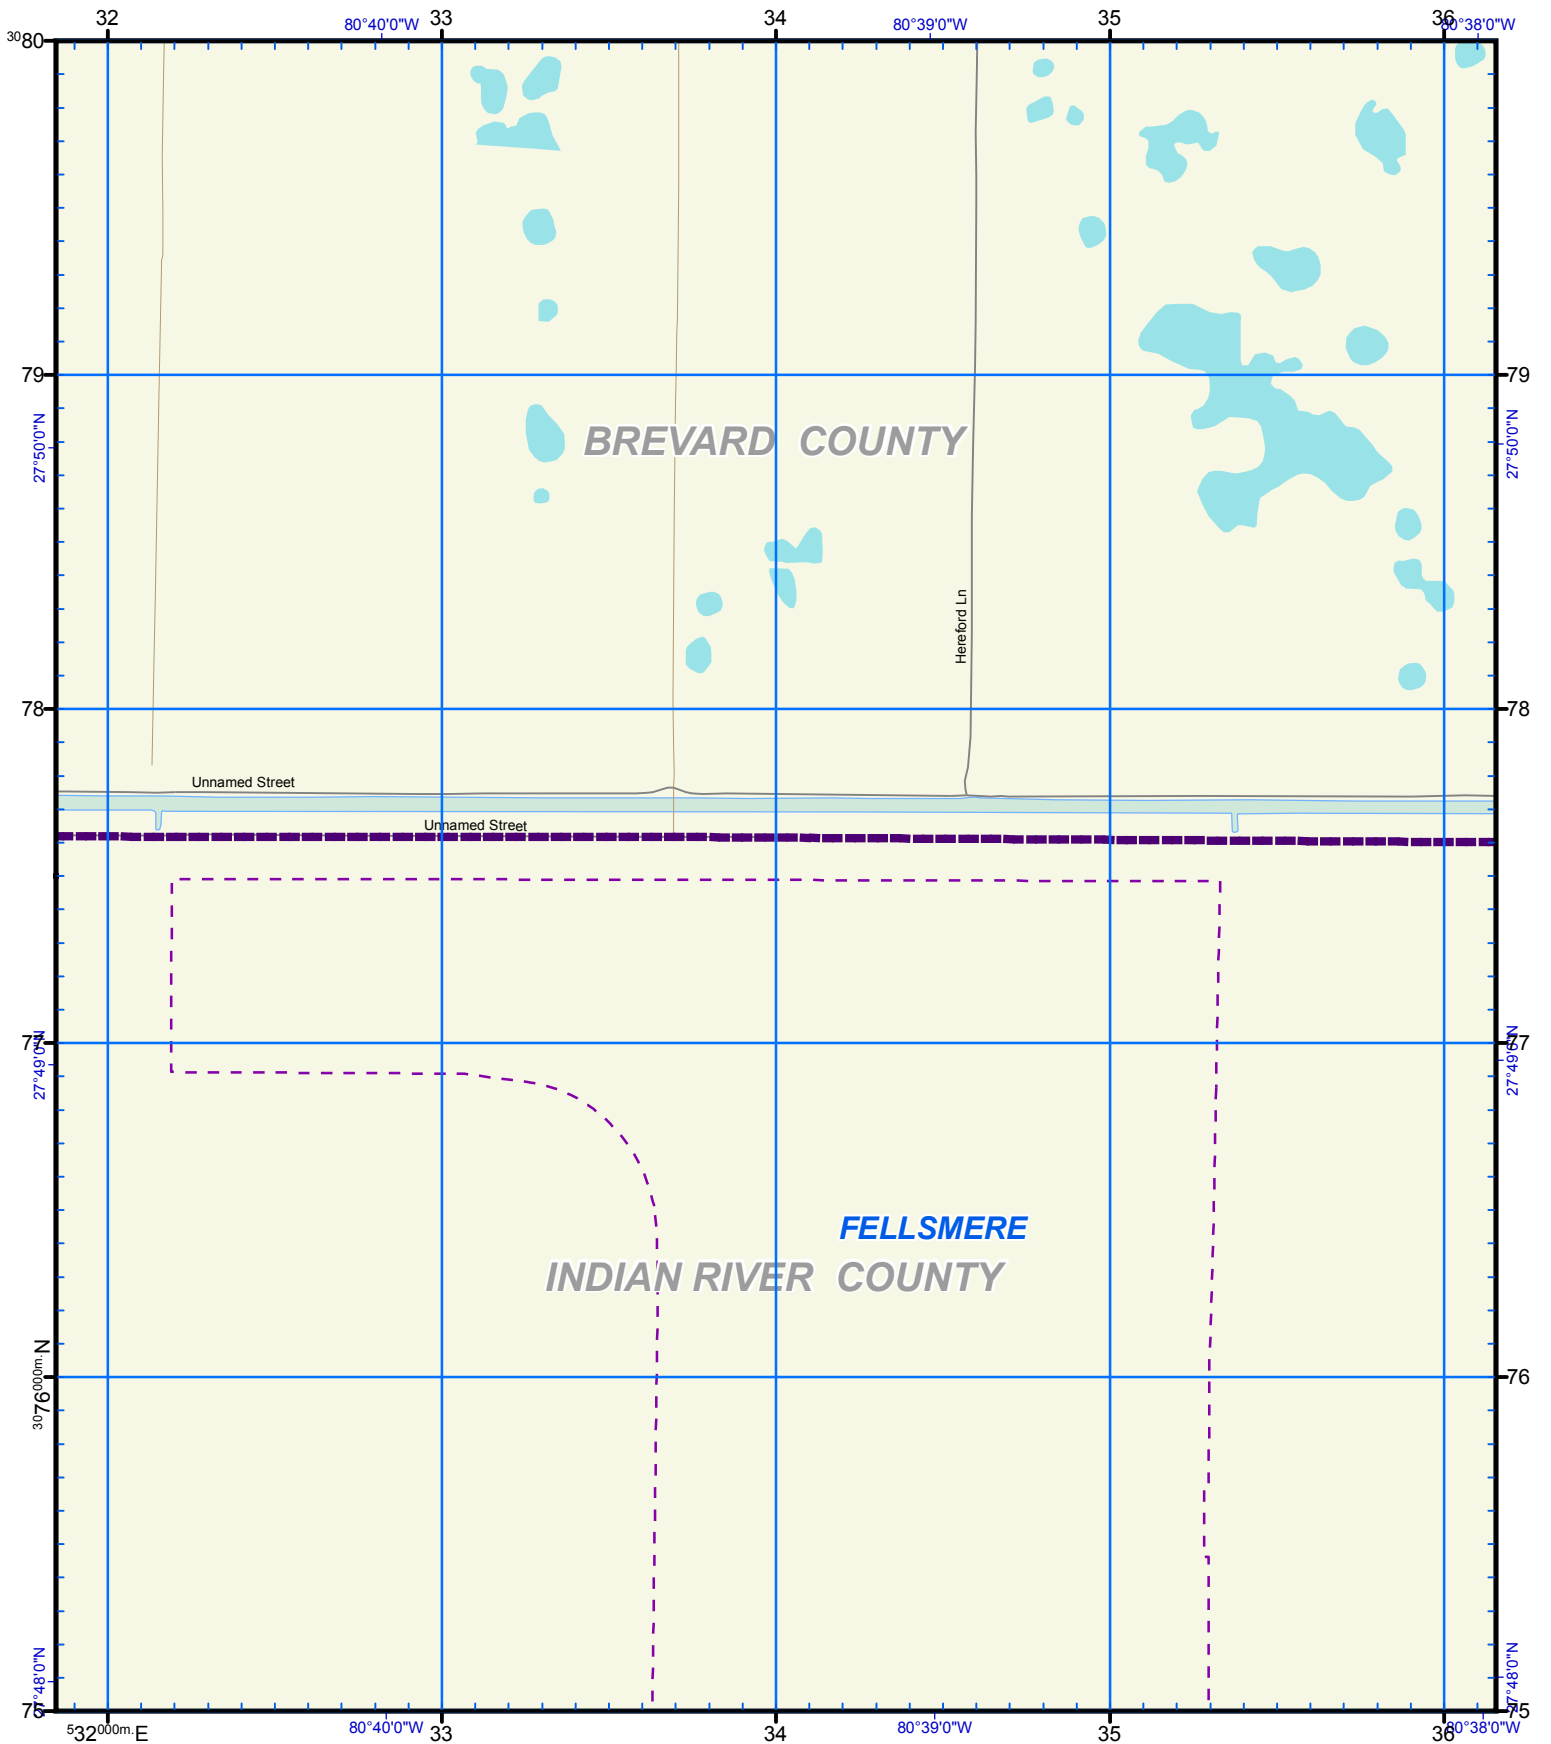 32 33 34 35 36
80°40'0"W 80°39'0"W 80°38'0"W
3080
79 79
27°50'0"N 27°50'0"N
BREVARD COUNTY
Hereford Ln
78 78
Unnamed Street
Unnamed Street
77 77
27°49'0"N 27°49'0"N
FELLSMERE
INDIAN RIVER COUNTY
3076000m.N 76
27°48'0"N 27°48'0"N
75 75
532000m.E 33 34 35 36
80°40'0"W 80°39'0"W 80°38'0"W